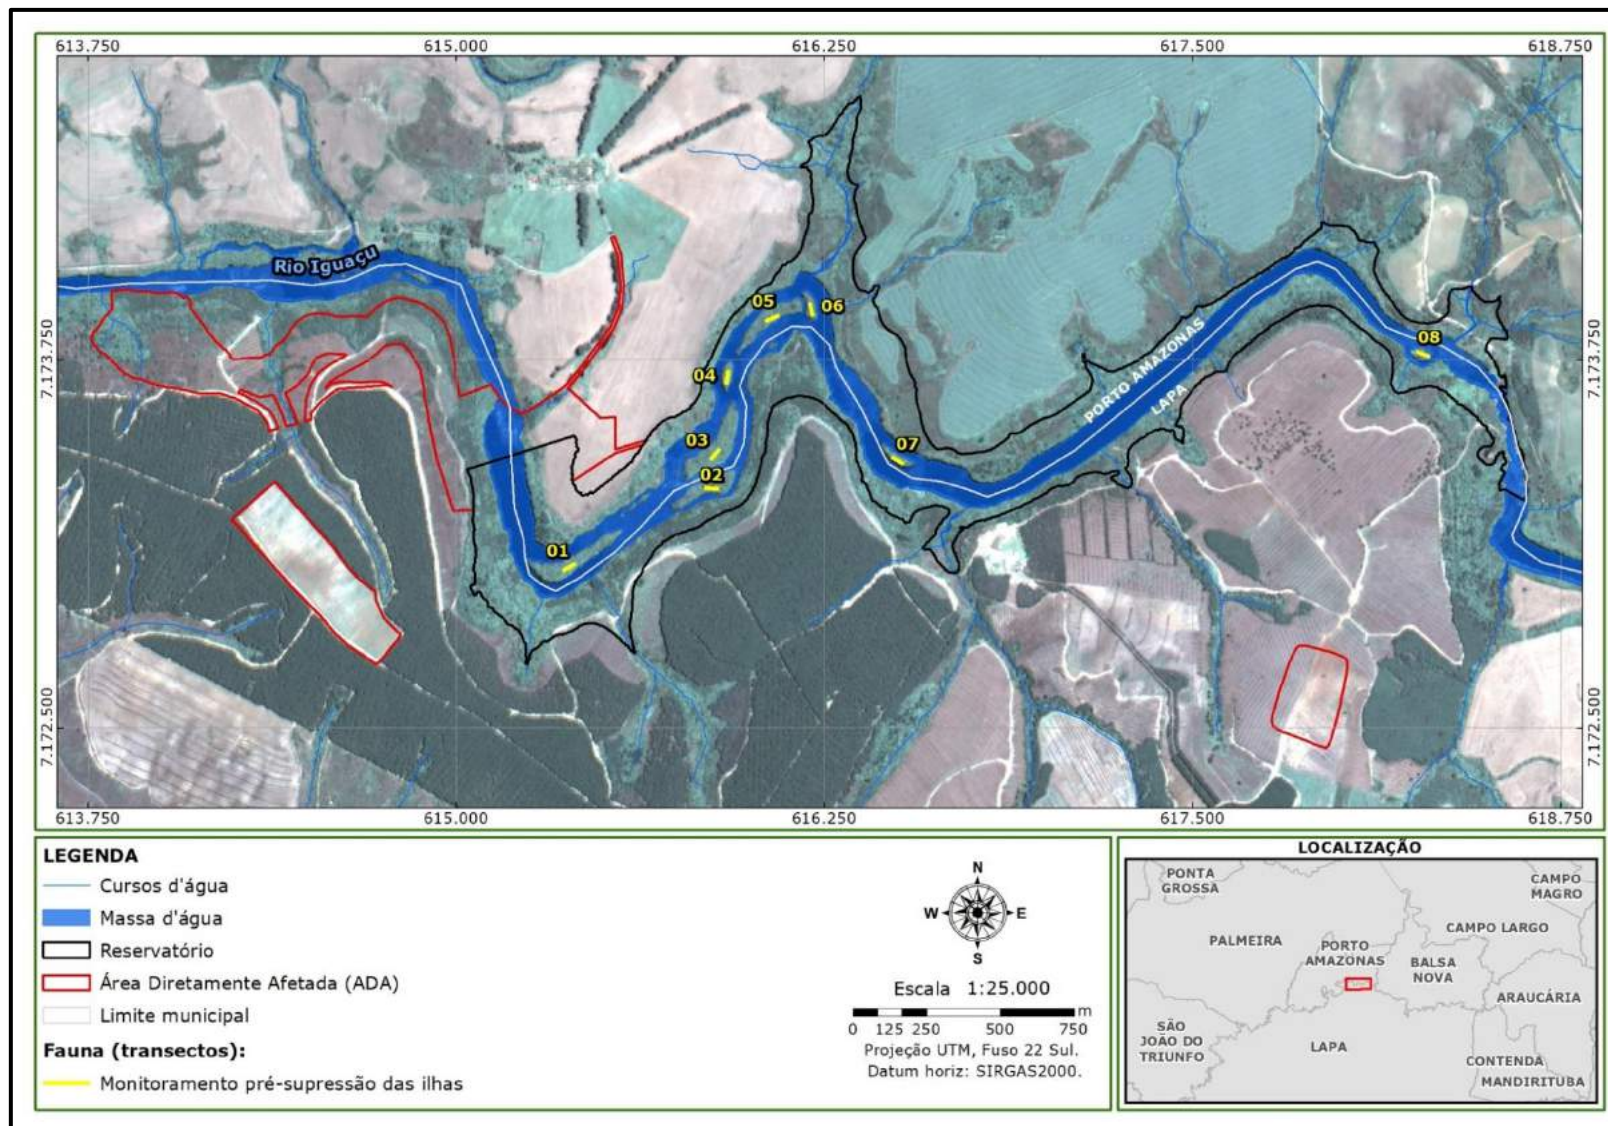 613.750 615.000 616.250 617.500 618.750
Rio Iguaçu
05
06
7.173.750
7.173.750
08
04
PORTO AMAZONAS
LAPA
03
07
02
01
7.172.500
7.172.500
613.750 615.000 616.250 617.500 618.750
LEGENDA
Cursos d'água
Massa d'água
Reservatório
Área Diretamente Afetada (ADA)
Limite municipal
Fauna (transectos):
Monitoramento pré-supressão das ilhas
N
W E
S
Escala 1:25.000
m
0 125 250 500 750
Projeção UTM, Fuso 22 Sul.
Datum horiz: SIRGAS2000.
LOCALIZAÇÃO
PONTA
GROSSA
CAMPO
MAGRO
CAMPO LARGO
PALMEIRA
PORTO
AMAZONAS
BALSA
NOVA
ARAUCÁRIA
SÃO
JOÃO DO
TRIUNFO
LAPA
CONTENDA
MANDIRITUBA